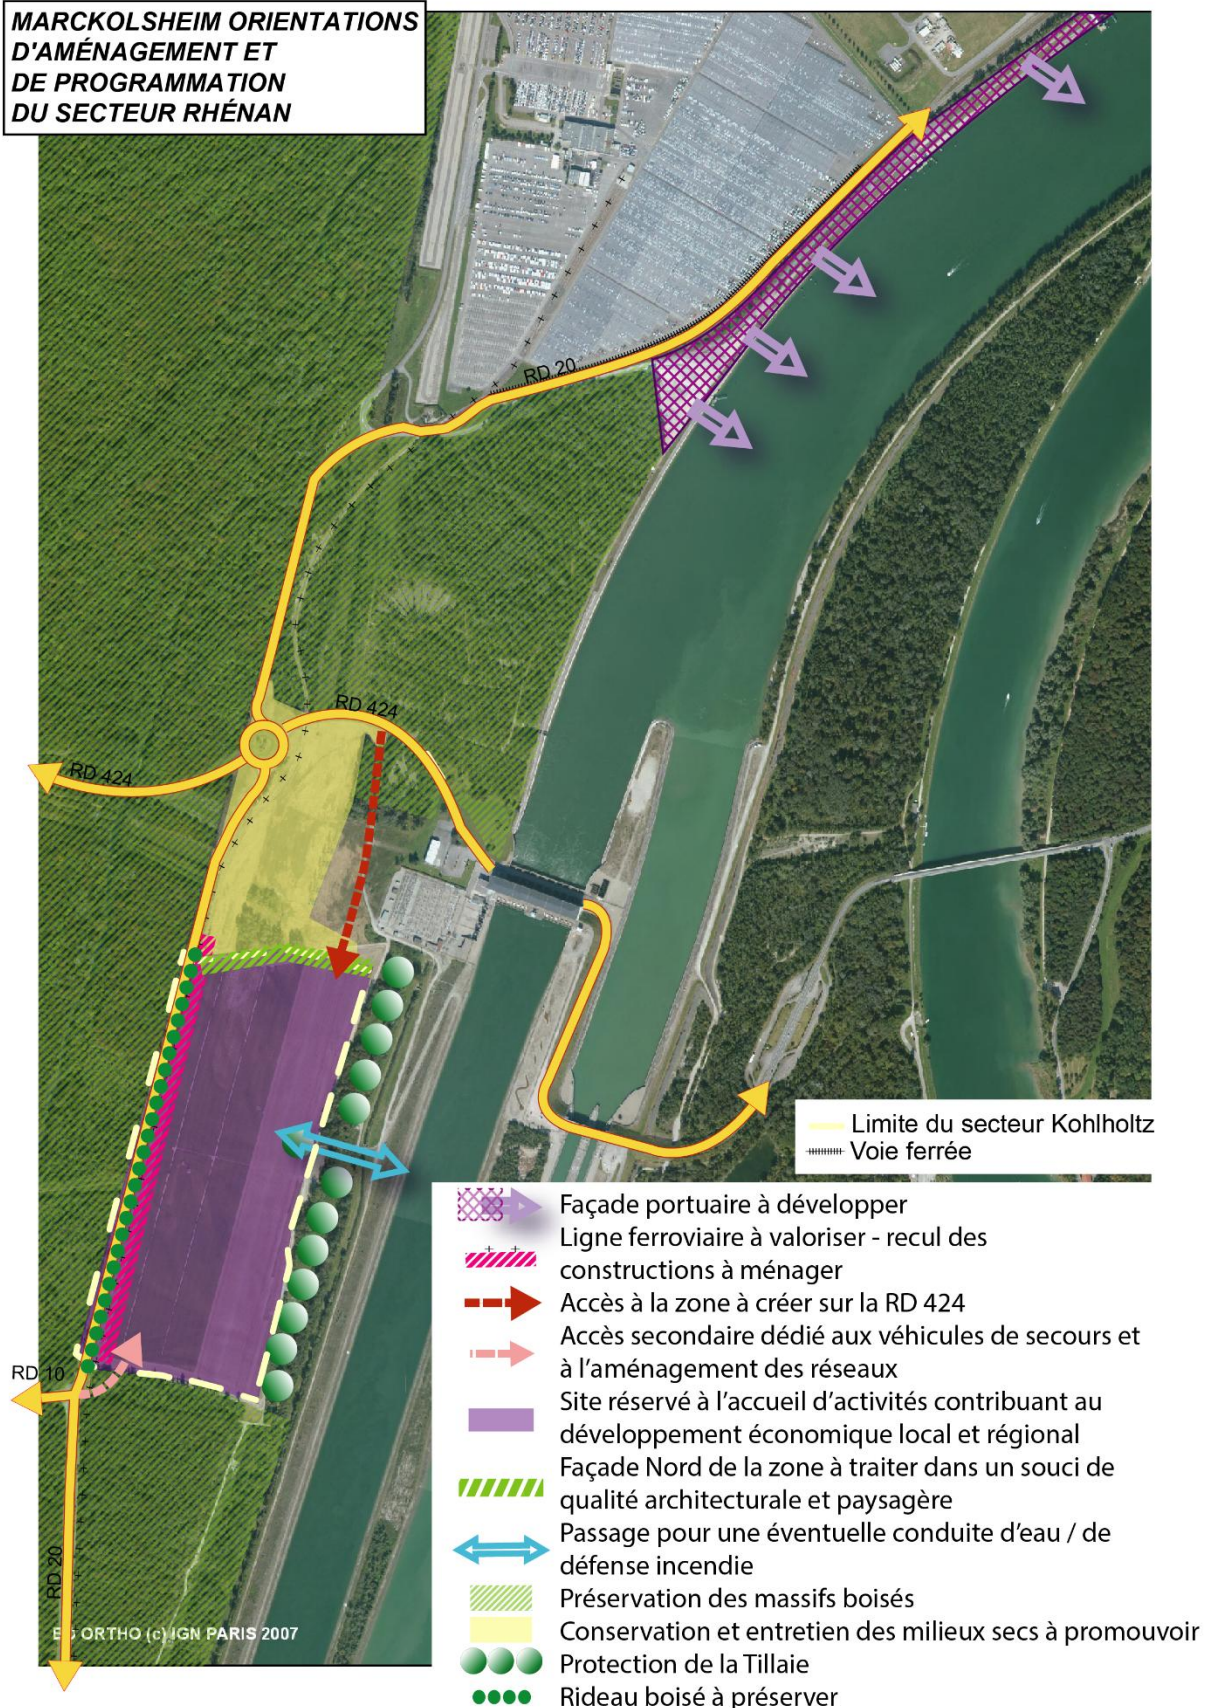 MARCKOLSHEIM ORIENTATIONS
D'AMÉNAGEMENT ET
DE PROGRAMMATION
DU SECTEUR RHÉNAN
RD 20
RD 424
RD 424
Limite du secteur Kohlholtz
Voie ferrée
Façade portuaire à développer
Ligne ferroviaire à valoriser - recul des
constructions à ménager
Accès à la zone à créer sur la RD 424
Accès secondaire dédié aux véhicules de secours et
à l'aménagement des réseaux
RD 10
Site réservé à l'accueil d'activités contribuant au
développement économique local et régional
Façade Nord de la zone à traiter dans un souci de
qualité architecturale et paysagère
Passage pour une éventuelle conduite d'eau / de
défense incendie
Préservation des massifs boisés
RD 20
ORTHO (c) IGN PARIS 2007
Conservation et entretien des milieux secs à promouvoir
Protection de la Tillaie
Rideau boisé à préserver